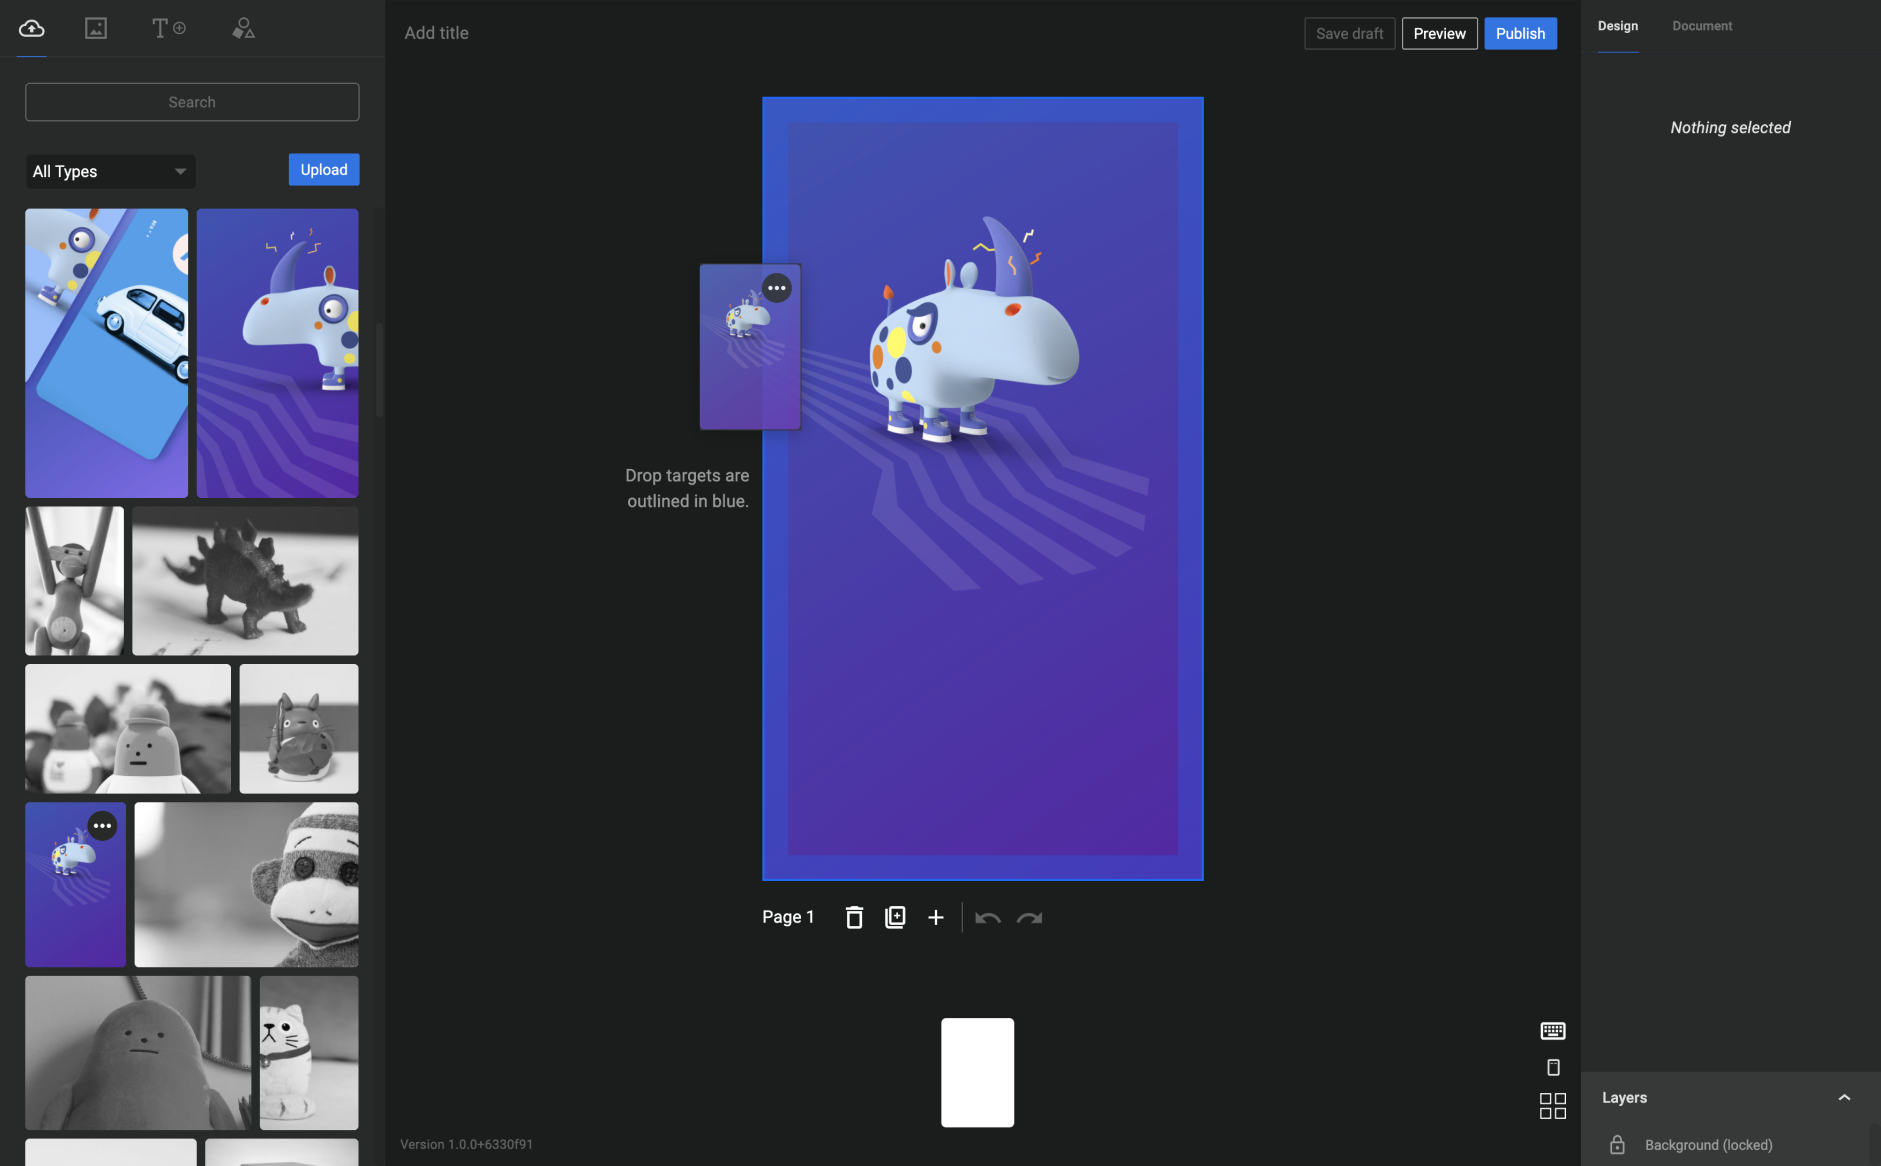 Add title
Save draft
Preview
Publish
Design
Document
Search
All Types
Upload
Nothing selected
Drop targets are
outlined in blue.
Page 1
Version 1.0.0+6330f91
Layers
Background (locked)